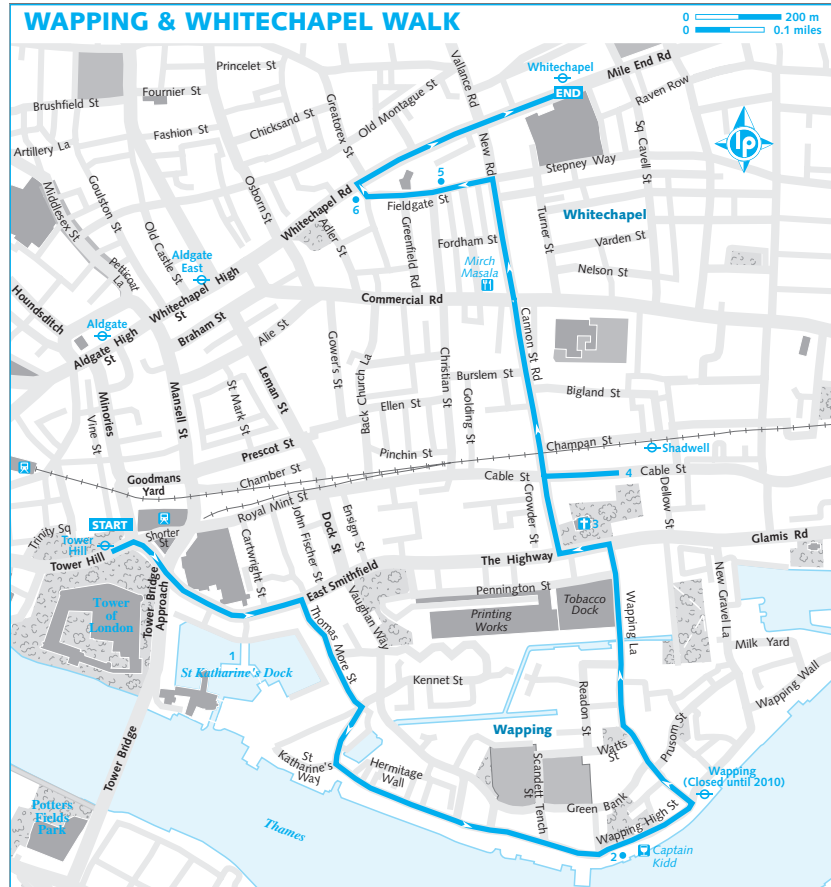 WAPPING & WHITECHAPEL WALK
0 200 m
0 0.1 miles
Princelet St
Whitechapel
Mile End Rd
Vallance Rd
Fournier St
Brushfield St
Greatorex St
Old Montague St
Raven Row
END
Chicksand St
Fashion St
Artillery La
New Rd
Sq Cavell St
lp
Stepney Way
5
Goulston St
Middlesex St
Osborn St
Whitechapel Rd
6
Fieldgate St
Adler St
Old Castle St
Turner St
Whitechapel
Greenfield Rd
Fordham St
Varden St
Aldgate
East
Petticoat
La
Mirch
Masala
Nelson St
Whitechapel High
St
Commercial Rd
Houndsditch
Aldgate
Aldgate High
St
Braham St
Alie St
Cannon St Rd
Gower's St
Back Church La
Christian St
Minories
Vine St
Mansell St
St Mark St
Leman St
Burslem St
Golding St
Bigland St
Ellen St
Prescot St
Pinchin St
Champan St
Shadwell
Chamber St
Goodmans
Yard
Cable St
4
Cable St
Royal Mint St
Crowder St
Dellow St
START
Trinity Sq
Tower
Hill
Shorter
St
John Fischer St
Dock St
Ensign St
3
Tower Hill
Cartwright St
The Highway
Glamis Rd
Tower Bridge
Approach
East Smithfield
Vaughan Way
Pennington St
New Gravel La
Tower
of
London
Thomas More St
Printing
Works
Tobacco
Dock
Wapping La
1
St Katharine's Dock
Milk Yard
Kennet St
Readon St
Wapping Wall
Wapping
Prusom St
Tower Bridge
St
Katharine's
Way
Hermitage
Wall
Scandett
St
Tench
Watts
St
Wapping
(Closed until 2010)
Green Bank
Wapping High St
Potters
Fields
Park
Thames
2
Captain
Kidd